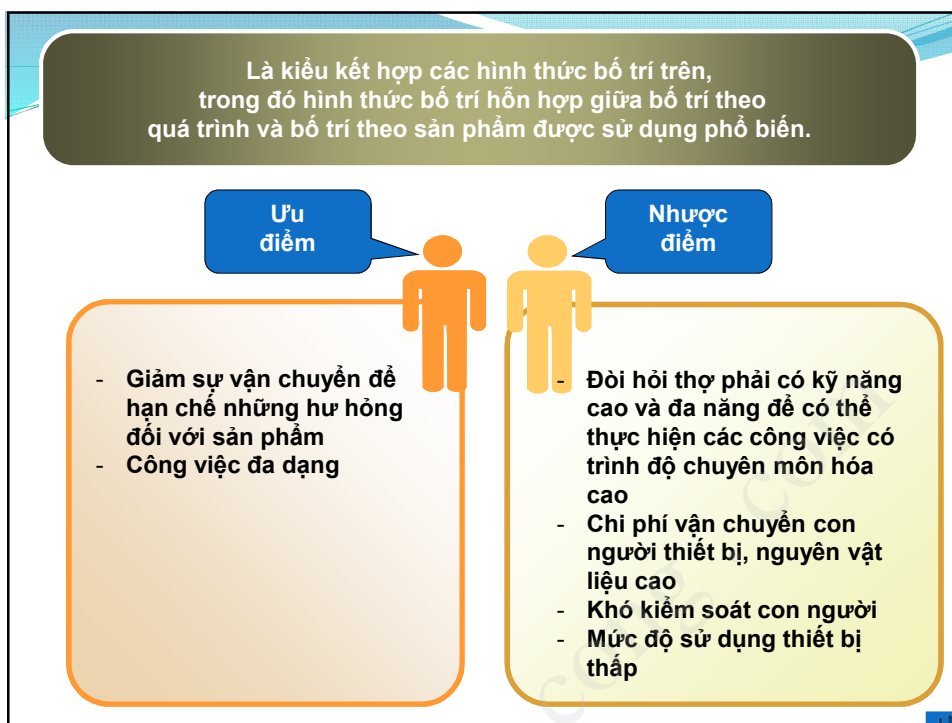 Là kiểu kết hợp các hình thức bố trí trên,
trong đó hình thức bố trí hỗn hợp giữa bố trí theo
quá trình và bố trí theo sản phẩm được sử dụng phổ biến.
Ưu
điểm
Nhược
điểm
- Giảm sự vận chuyển để
hạn chế những hư hỏng
đối với sản phẩm
- Công việc đa dạng
- Đòi hỏi thợ phải có kỹ năng
cao và đa năng để có thể
thực hiện các công việc có
trình độ chuyên môn hóa
cao
- Chi phí vận chuyển con
người thiết bị, nguyên vật
liệu cao
- Khó kiểm soát con người
- Mức độ sử dụng thiết bị
thấp
cong . com